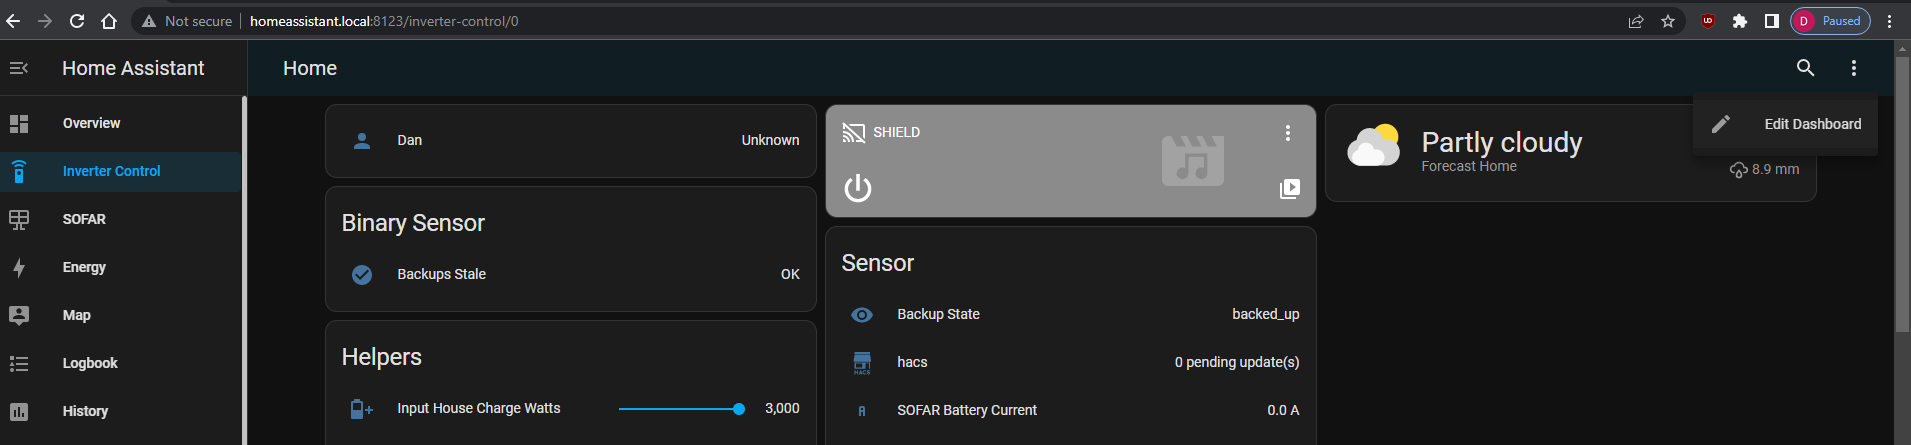 Not secure | homeassistant.local:8123/inverter-control/0
D Paused
Home Assistant
Home
Overview
Inverter Control
SOFAR
Energy
Map
Logbook
History
Dan Unknown
Binary Sensor
Backups Stale OK
Helpers
Input House Charge Watts 3,000
SHIELD
Sensor
Backup State backed_up
HACS hacs 0 pending update(s)
A SOFAR Battery Current 0.0 A
Partly cloudy
Forecast Home
8.9 mm
Edit Dashboard